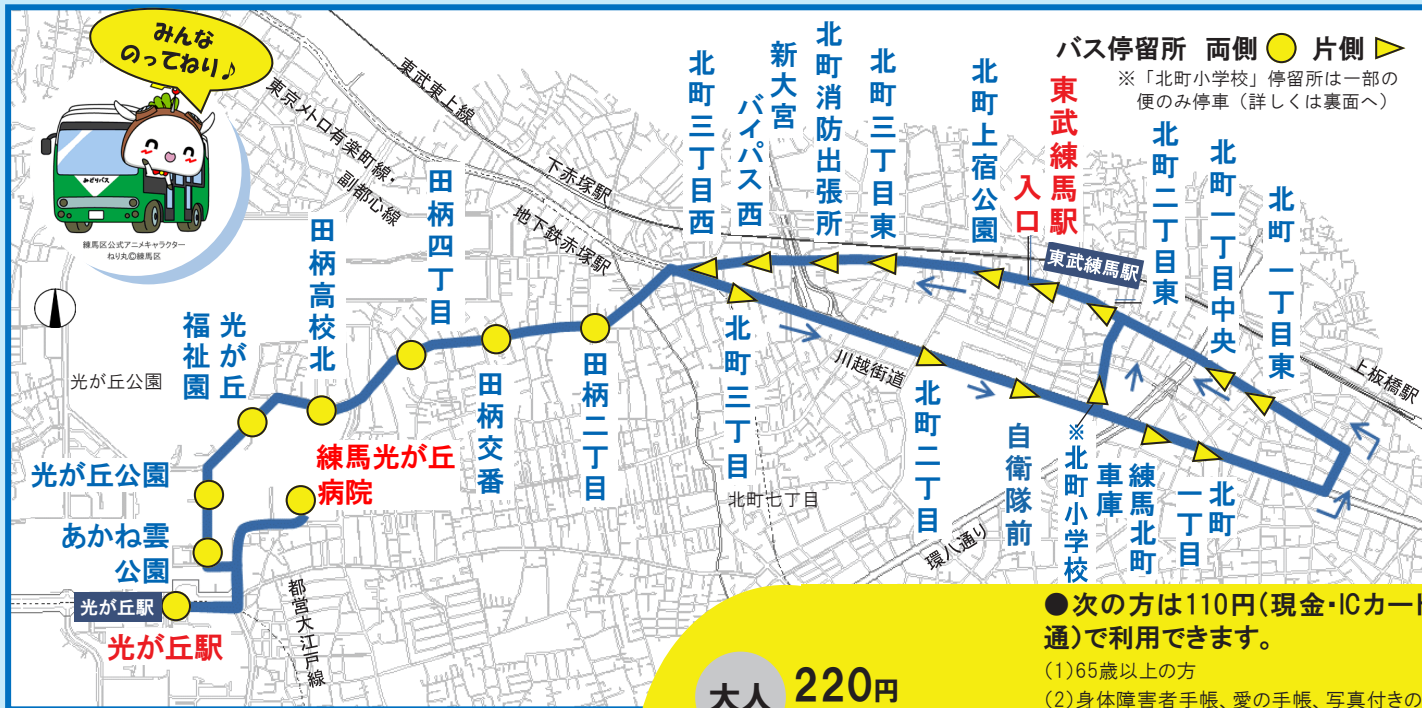 みんな
のってねり♪
みどりバス
練馬区公式アニメキャラクター
ねり丸©練馬区
バス停留所 両側 片側
※「北町小学校」停留所は一部の
便のみ停車（詳しくは裏面へ）
東武東上線
東京メトロ有楽町線・
副都心線
下赤塚駅
地下鉄赤塚駅
北町三丁目西
新大宮
バイパス西
北町消防出張所
北町三丁目東
北町上宿公園
東武練馬駅
入口
東武練馬駅
北町二丁目東
北町一丁目中央
北町一丁目東
上板橋駅
田柄四丁目
田柄高校北
光が丘
福祉園
光が丘公園
光が丘公園
あかね雲
公園
光が丘駅
光が丘駅
練馬光が丘
病院
都営大江戸線
田柄交番
田柄二丁目
北町三丁目
北町七丁目
川越街道
北町二丁目
環八通り
自衛隊前
※北町小学校
練馬北町
車庫
北町
一丁目
大人 220円
●次の方は110円(現金・ICカード
通)で利用できます。
(1)65歳以上の方
(2)身体障害者手帳、愛の手帳、写真付きの